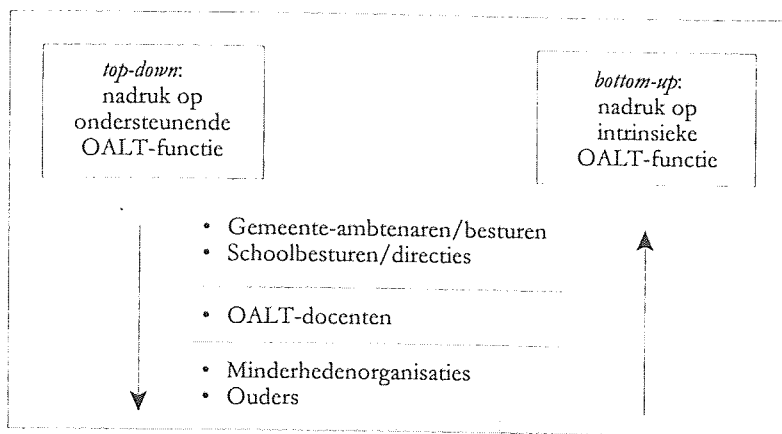 top-down:
nadruk op
ondersteunende
OALT-functie
bottom-up:
nadruk op
intrinsieke
OALT-functie
• Gemeente-ambtenaren/besturen
• Schoolbesturen/directies
• OALT-docenten
• Minderhedenorganisaties
• Ouders